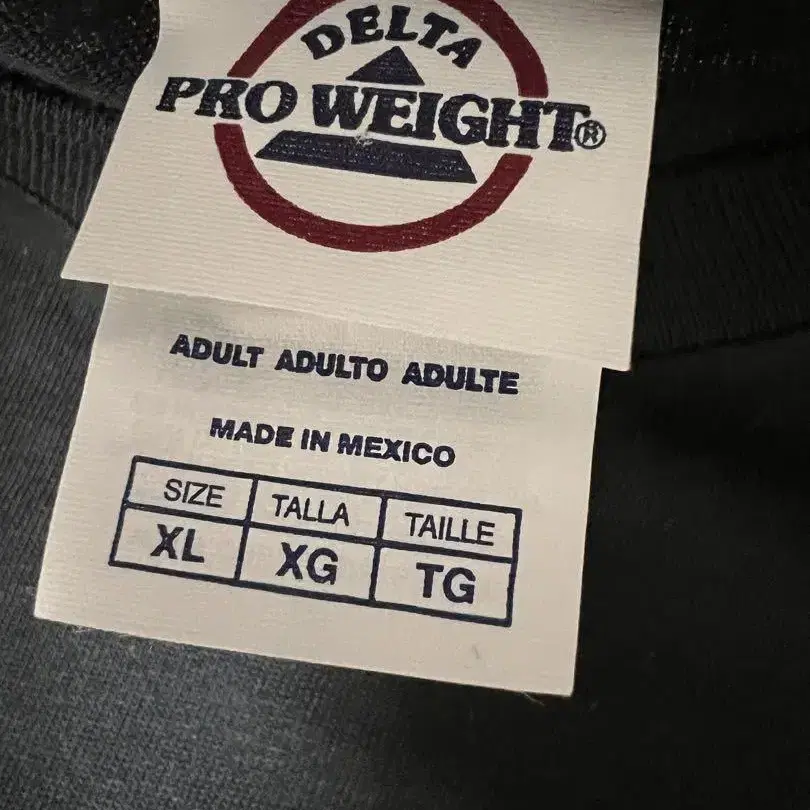 DELTA
PRO WEIGHT®
ADULT ADULTO ADULTE
MADE IN MEXICO
SIZE TALLA TAILLE
XL XG TG